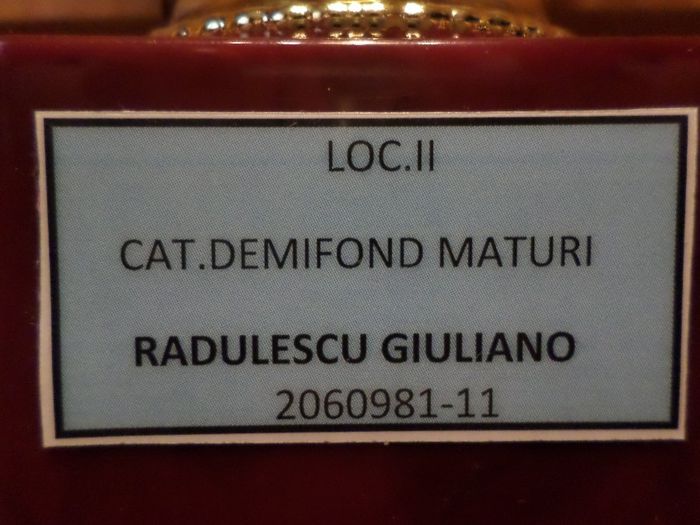 LOC.II
CAT.DEMIFOND MATURI
RADULESCU GIULIANO
2060981-11